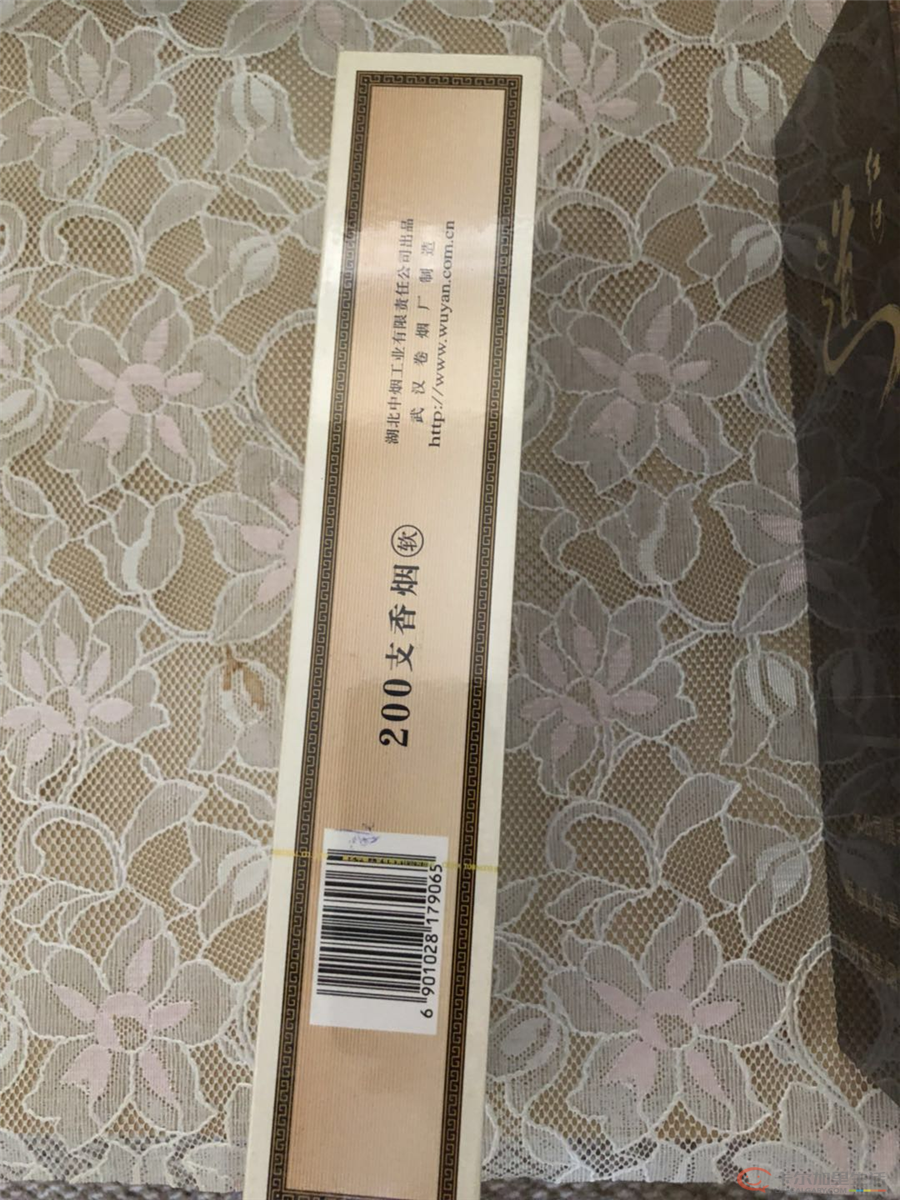 湖北中烟工业有限责任公司出品
武汉卷烟厂制造
http://www.wuyan.com.cn
200支香烟 软
6 901028 179065